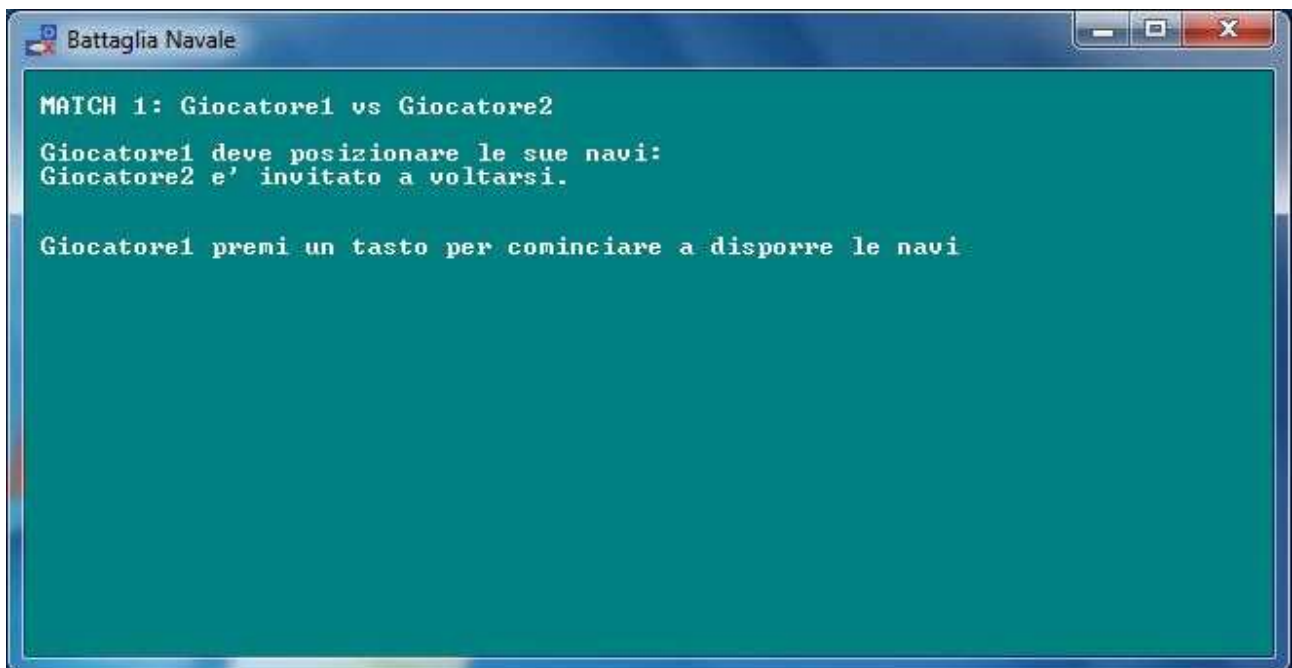 Battaglia Navale
MATCH 1: Giocatore1 vs Giocatore2
Giocatore1 deve posizionare le sue navi:
Giocatore2 e' invitato a voltarsi.
Giocatore1 premi un tasto per cominciare a disporre le navi